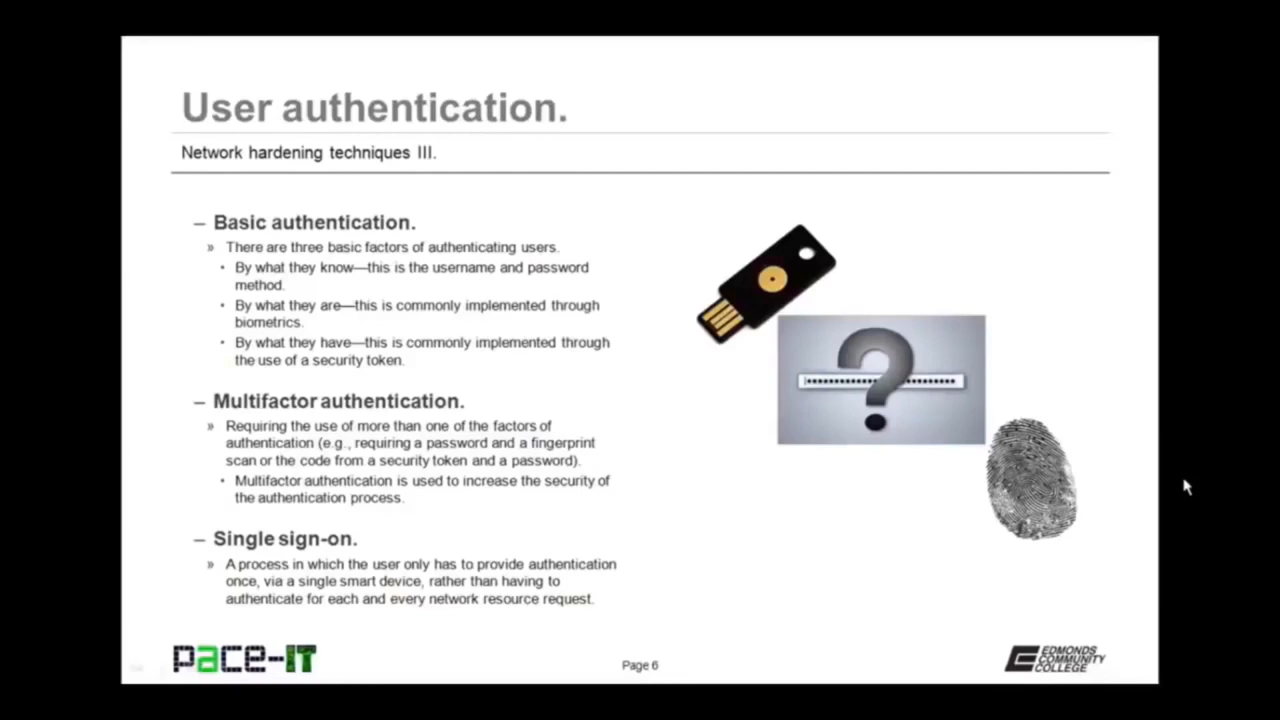 User authentication.
Network hardening techniques III.
– Basic authentication.
» There are three basic factors of authenticating users.
• By what they know—this is the username and password
method.
• By what they are—this is commonly implemented through
biometrics.
• By what they have—this is commonly implemented through
the use of a security token.
– Multifactor authentication.
» Requiring the use of more than one of the factors of
authentication (e.g., requiring a password and a fingerprint
scan or the code from a security token and a password).
• Multifactor authentication is used to increase the security of
the authentication process.
– Single sign-on.
» A process in which the user only has to provide authentication
once, via a single smart device, rather than having to
authenticate for each and every network resource request.
?
pace-IT
Page 6
EDMONDS
COMMUNITY
COLLEGE